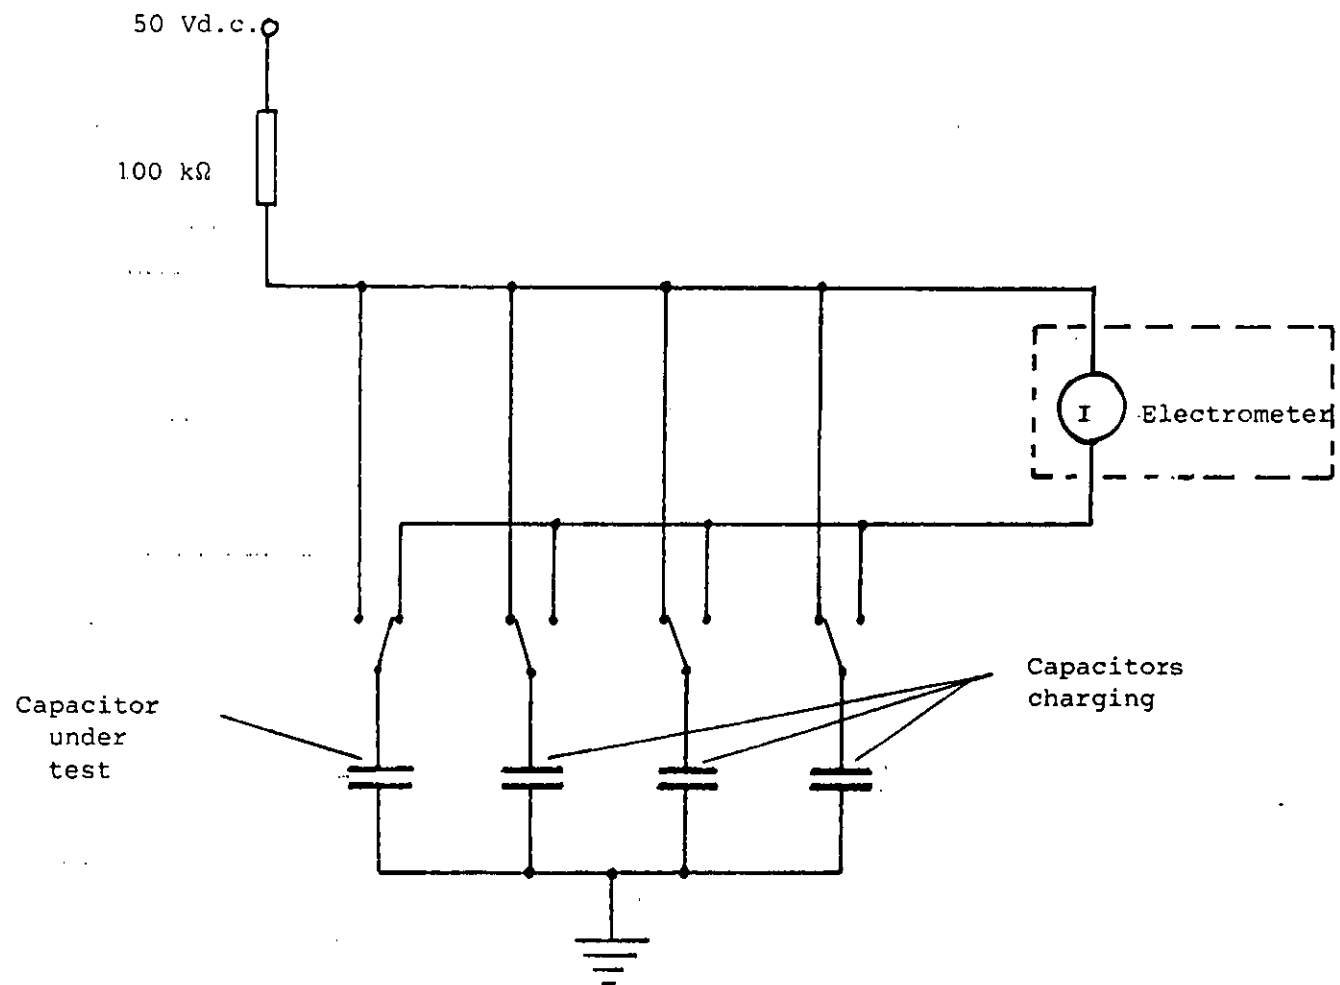 50 Vd.c.
100 kΩ
I Electrometer
Capacitor
under
test
Capacitors
charging